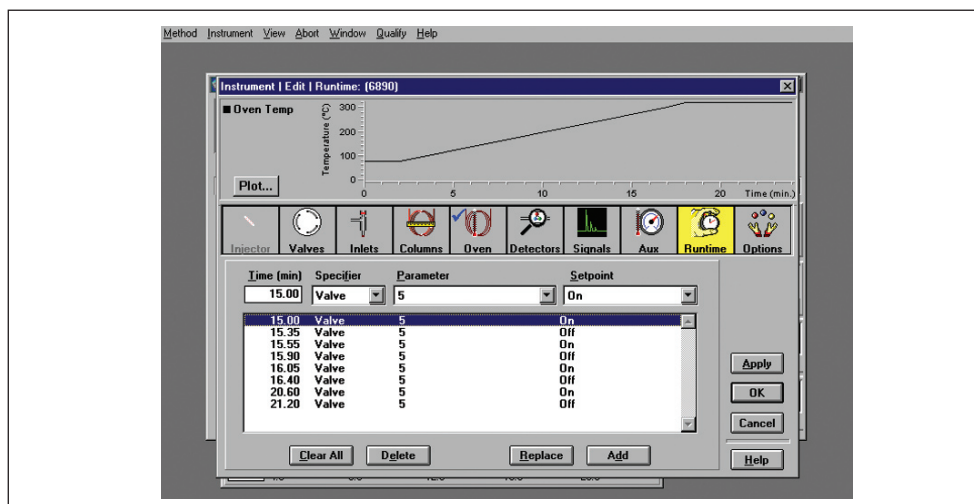 Method Instrument View Abort Window Qualify Help
Instrument | Edit | Runtime: (6890)
Oven Temp
Temperature (°C)
300
200
100
0
0 5 10 15 20 Time (min.)
Plot...
Injector Valves Inlets Columns Oven Detectors Signals Aux Runtime Options
Time (min) Specifier Parameter Setpoint
15.00 Valve 5 On
15.00 Valve 5 On
15.35 Valve 5 Off
15.55 Valve 5 On
15.90 Valve 5 Off
16.05 Valve 5 On
16.40 Valve 5 Off
20.60 Valve 5 On
21.20 Valve 5 Off
Apply
OK
Cancel
Help
Clear All Delete Replace Add